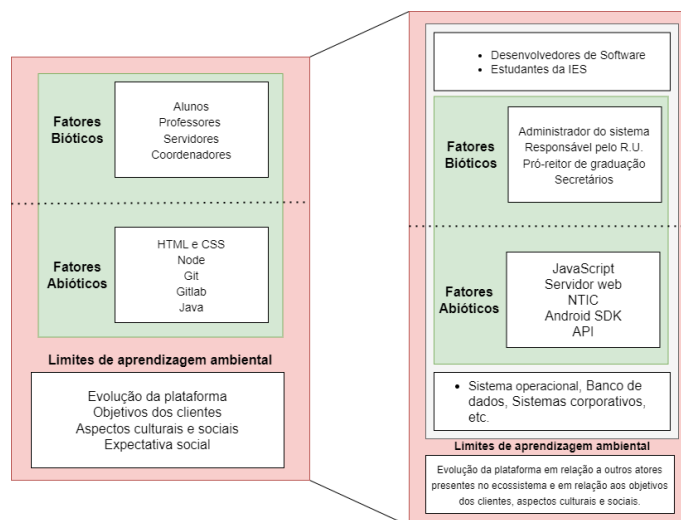 Fatores
Bióticos
Alunos
Professores
Servidores
Coordenadores
Fatores
Abióticos
HTML e CSS
Node
Git
Gitlab
Java
Limites de aprendizagem ambiental
Evolução da plataforma
Objetivos dos clientes
Aspectos culturais e sociais
Expectativa social
• Desenvolvedores de Software
• Estudantes da IES
Fatores
Bióticos
Administrador do sistema
Responsável pelo R.U.
Pró-reitor de graduação
Secretários
Fatores
Abióticos
JavaScript
Servidor web
NTIC
Android SDK
API
• Sistema operacional, Banco de
dados, Sistemas corporativos,
etc.
Limites de aprendizagem ambiental
Evolução da plataforma em relação a outros atores
presentes no ecossistema e em relação aos objetivos
dos clientes, aspectos culturais e sociais.